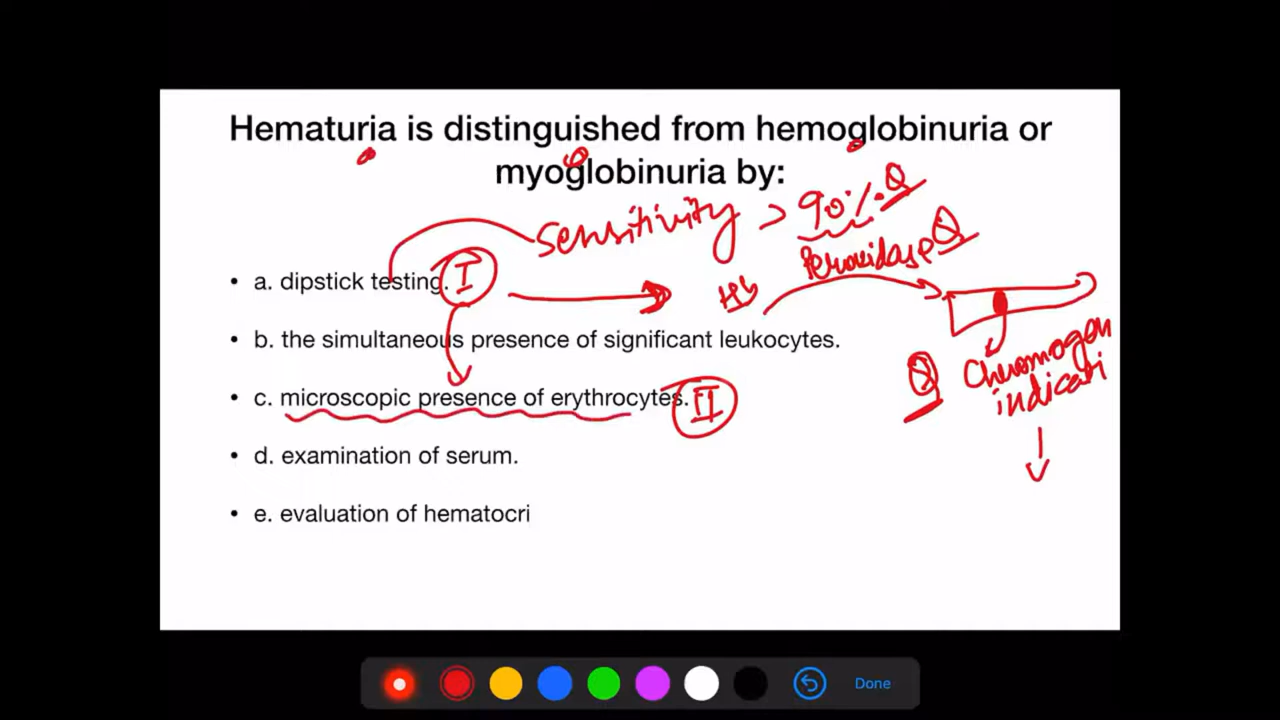 Hematuria is distinguished from hemoglobinuria or
myoglobinuria by:
Sensitivity > 90%. Q
Peroxidase Q
• a. dipstick testing. I
Hb
• b. the simultaneous presence of significant leukocytes.
Q Chromogen
indicati
• c. microscopic presence of erythrocytes. II
• d. examination of serum.
• e. evaluation of hematocri
Done